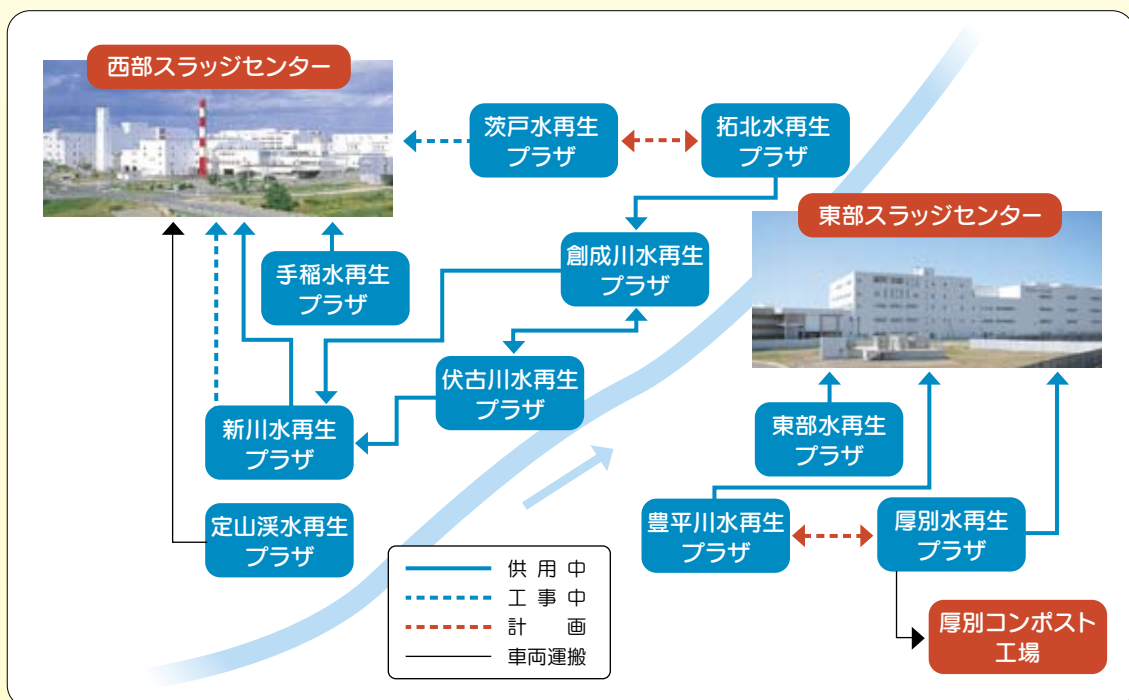 西部スラッジセンター
茨戸水再生
プラザ
拓北水再生
プラザ
東部スラッジセンター
手稲水再生
プラザ
創成川水再生
プラザ
伏古川水再生
プラザ
新川水再生
プラザ
東部水再生
プラザ
定山渓水再生
プラザ
豊平川水再生
プラザ
厚別水再生
プラザ
供用中
工事中
計画
車両運搬
厚別コンポスト
工場